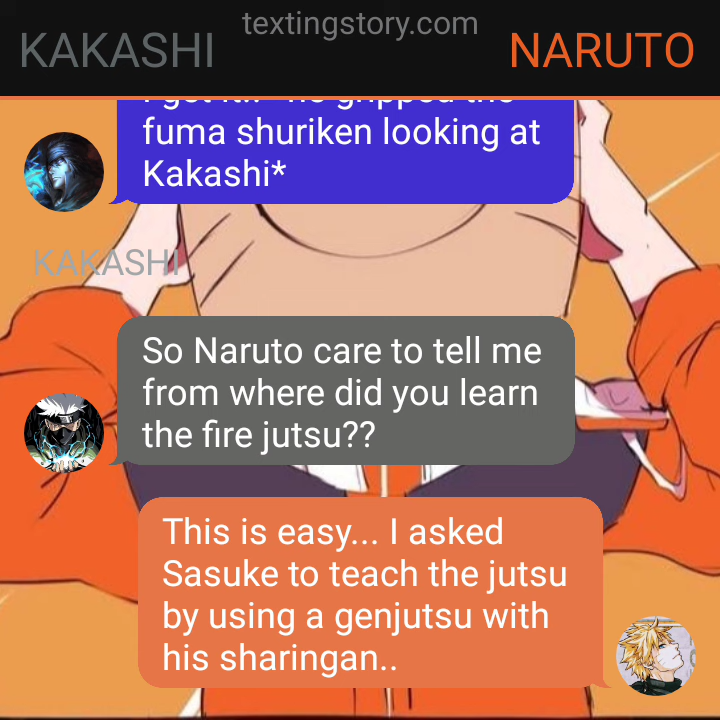 textingstory.com
KAKASHI
NARUTO
fuma shuriken looking at
Kakashi*
KAKASHI
So Naruto care to tell me
from where did you learn
the fire jutsu??
This is easy... I asked
Sasuke to teach the jutsu
by using a genjutsu with
his sharingan..